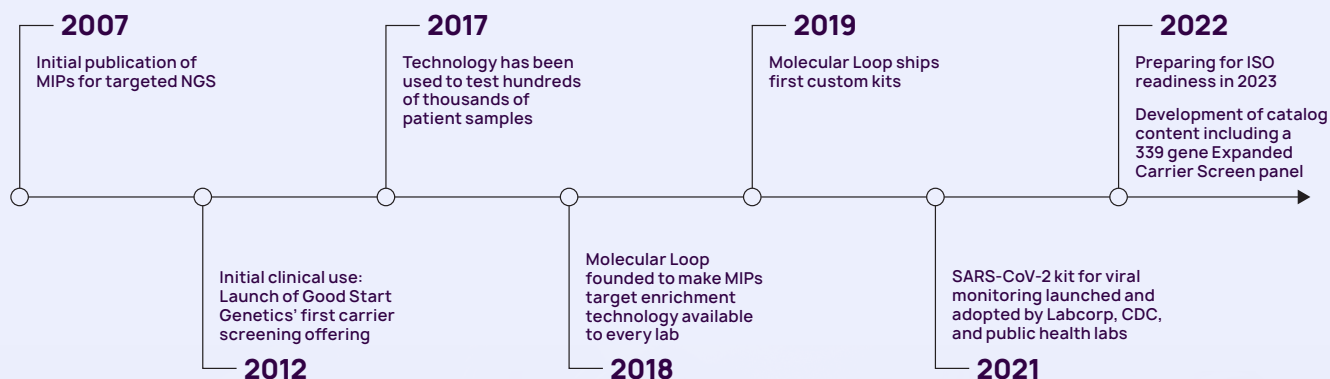 2007
Initial publication of
MIPs for targeted NGS
2012
Initial clinical use:
Launch of Good Start
Genetics’ first carrier
screening offering
2017
Technology has been
used to test hundreds
of thousands of
patient samples
2018
Molecular Loop
founded to make MIPs
target enrichment
technology available
to every lab
2019
Molecular Loop ships
first custom kits
2021
SARS-CoV-2 kit for viral
monitoring launched and
adopted by Labcorp, CDC,
and public health labs
2022
Preparing for ISO
readiness in 2023
Development of catalog
content including a
339 gene Expanded
Carrier Screen panel